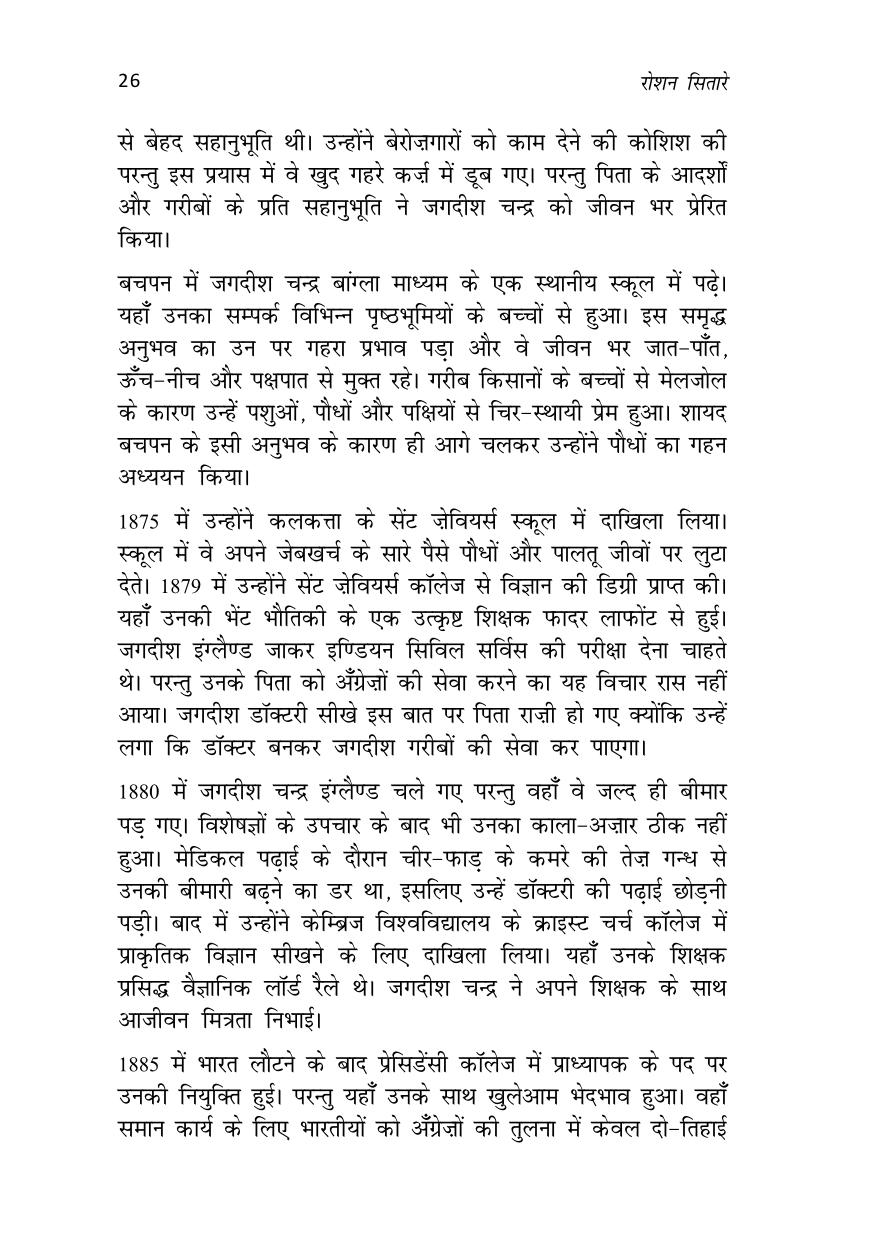 26
रोशन सितारे
से बेहद सहानुभूति थी। उन्होंने बेरोज़गारों को काम देने की कोशिश की
परन्तु इस प्रयास में वे खुद गहरे कर्ज़ में डूब गए। परन्तु पिता के आदर्शों
और गरीबों के प्रति सहानुभूति ने जगदीश चन्द्र को जीवन भर प्रेरित
किया।
बचपन में जगदीश चन्द्र बांग्ला माध्यम के एक स्थानीय स्कूल में पढ़े।
यहाँ उनका सम्पर्क विभिन्न पृष्ठभूमियों के बच्चों से हुआ। इस समृद्ध
अनुभव का उन पर गहरा प्रभाव पड़ा और वे जीवन भर जात-पाँत,
ऊँच-नीच और पक्षपात से मुक्त रहे। गरीब किसानों के बच्चों से मेलजोल
के कारण उन्हें पशुओं, पौधों और पक्षियों से चिर-स्थायी प्रेम हुआ। शायद
बचपन के इसी अनुभव के कारण ही आगे चलकर उन्होंने पौधों का गहन
अध्ययन किया।
1875 में उन्होंने कलकत्ता के सेंट ज़ेवियर्स स्कूल में दाखिला लिया।
स्कूल में वे अपने जेबखर्च के सारे पैसे पौधों और पालतू जीवों पर लुटा
देते। 1879 में उन्होंने सेंट ज़ेवियर्स कॉलेज से विज्ञान की डिग्री प्राप्त की।
यहाँ उनकी भेंट भौतिकी के एक उत्कृष्ट शिक्षक फादर लाफोंट से हुई।
जगदीश इंग्लैण्ड जाकर इण्डियन सिविल सर्विस की परीक्षा देना चाहते
थे। परन्तु उनके पिता को अँग्रेज़ों की सेवा करने का यह विचार रास नहीं
आया। जगदीश डॉक्टरी सीखे इस बात पर पिता राज़ी हो गए क्योंकि उन्हें
लगा कि डॉक्टर बनकर जगदीश गरीबों की सेवा कर पाएगा।
1880 में जगदीश चन्द्र इंग्लैण्ड चले गए परन्तु वहाँ वे जल्द ही बीमार
पड़ गए। विशेषज्ञों के उपचार के बाद भी उनका काला-अज़ार ठीक नहीं
हुआ। मेडिकल पढ़ाई के दौरान चीर-फाड़ के कमरे की तेज़ गन्ध से
उनकी बीमारी बढ़ने का डर था, इसलिए उन्हें डॉक्टरी की पढ़ाई छोड़नी
पड़ी। बाद में उन्होंने केम्ब्रिज विश्वविद्यालय के क्राइस्ट चर्च कॉलेज में
प्राकृतिक विज्ञान सीखने के लिए दाखिला लिया। यहाँ उनके शिक्षक
प्रसिद्ध वैज्ञानिक लॉर्ड रैले थे। जगदीश चन्द्र ने अपने शिक्षक के साथ
आजीवन मित्रता निभाई।
1885 में भारत लौटने के बाद प्रेसिडेंसी कॉलेज में प्राध्यापक के पद पर
उनकी नियुक्ति हुई। परन्तु यहाँ उनके साथ खुलेआम भेदभाव हुआ। वहाँ
समान कार्य के लिए भारतीयों को अँग्रेज़ों की तुलना में केवल दो-तिहाई